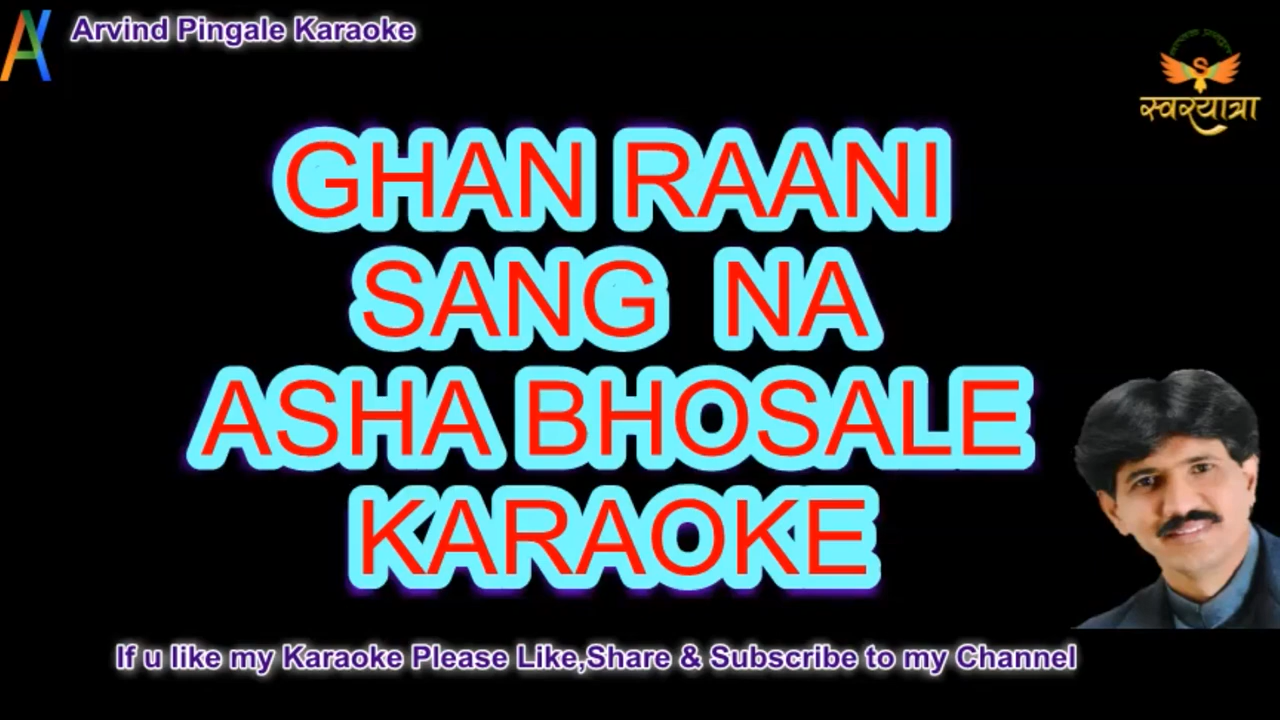 Arvind Pingale Karaoke
स्वरयात्रा
GHAN RAANI
SANG NA
ASHA BHOSALE
KARAOKE
If u like my Karaoke Please Like,Share & Subscribe to my Channel